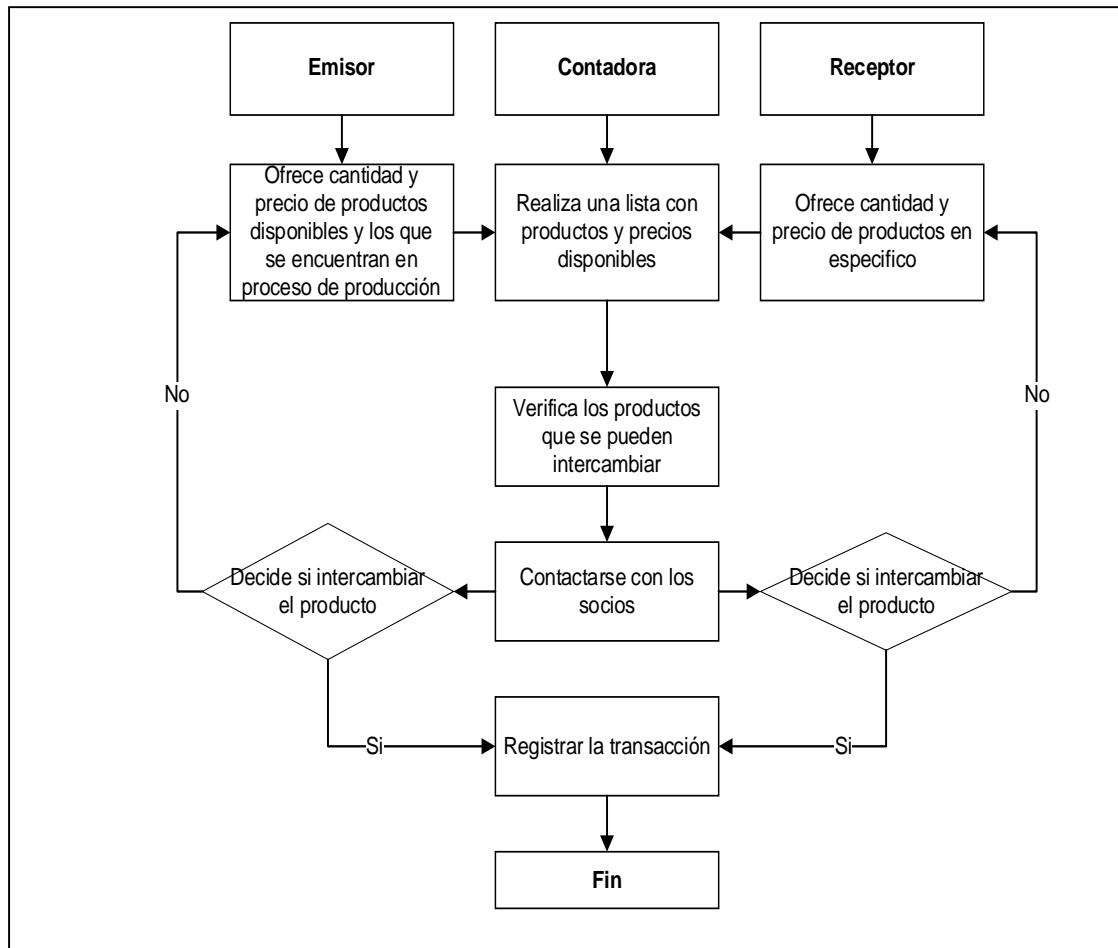 Emisor
Contadora
Receptor
Ofrece cantidad y
precio de productos
disponibles y los que
se encuentran en
proceso de producción
Realiza una lista con
productos y precios
disponibles
Ofrece cantidad y
precio de productos en
especifico
No
No
Verifica los productos
que se pueden
intercambiar
Decide si intercambiar
el producto
Contactarse con los
socios
Decide si intercambiar
el producto
Si
Registrar la transacción
Si
Fin